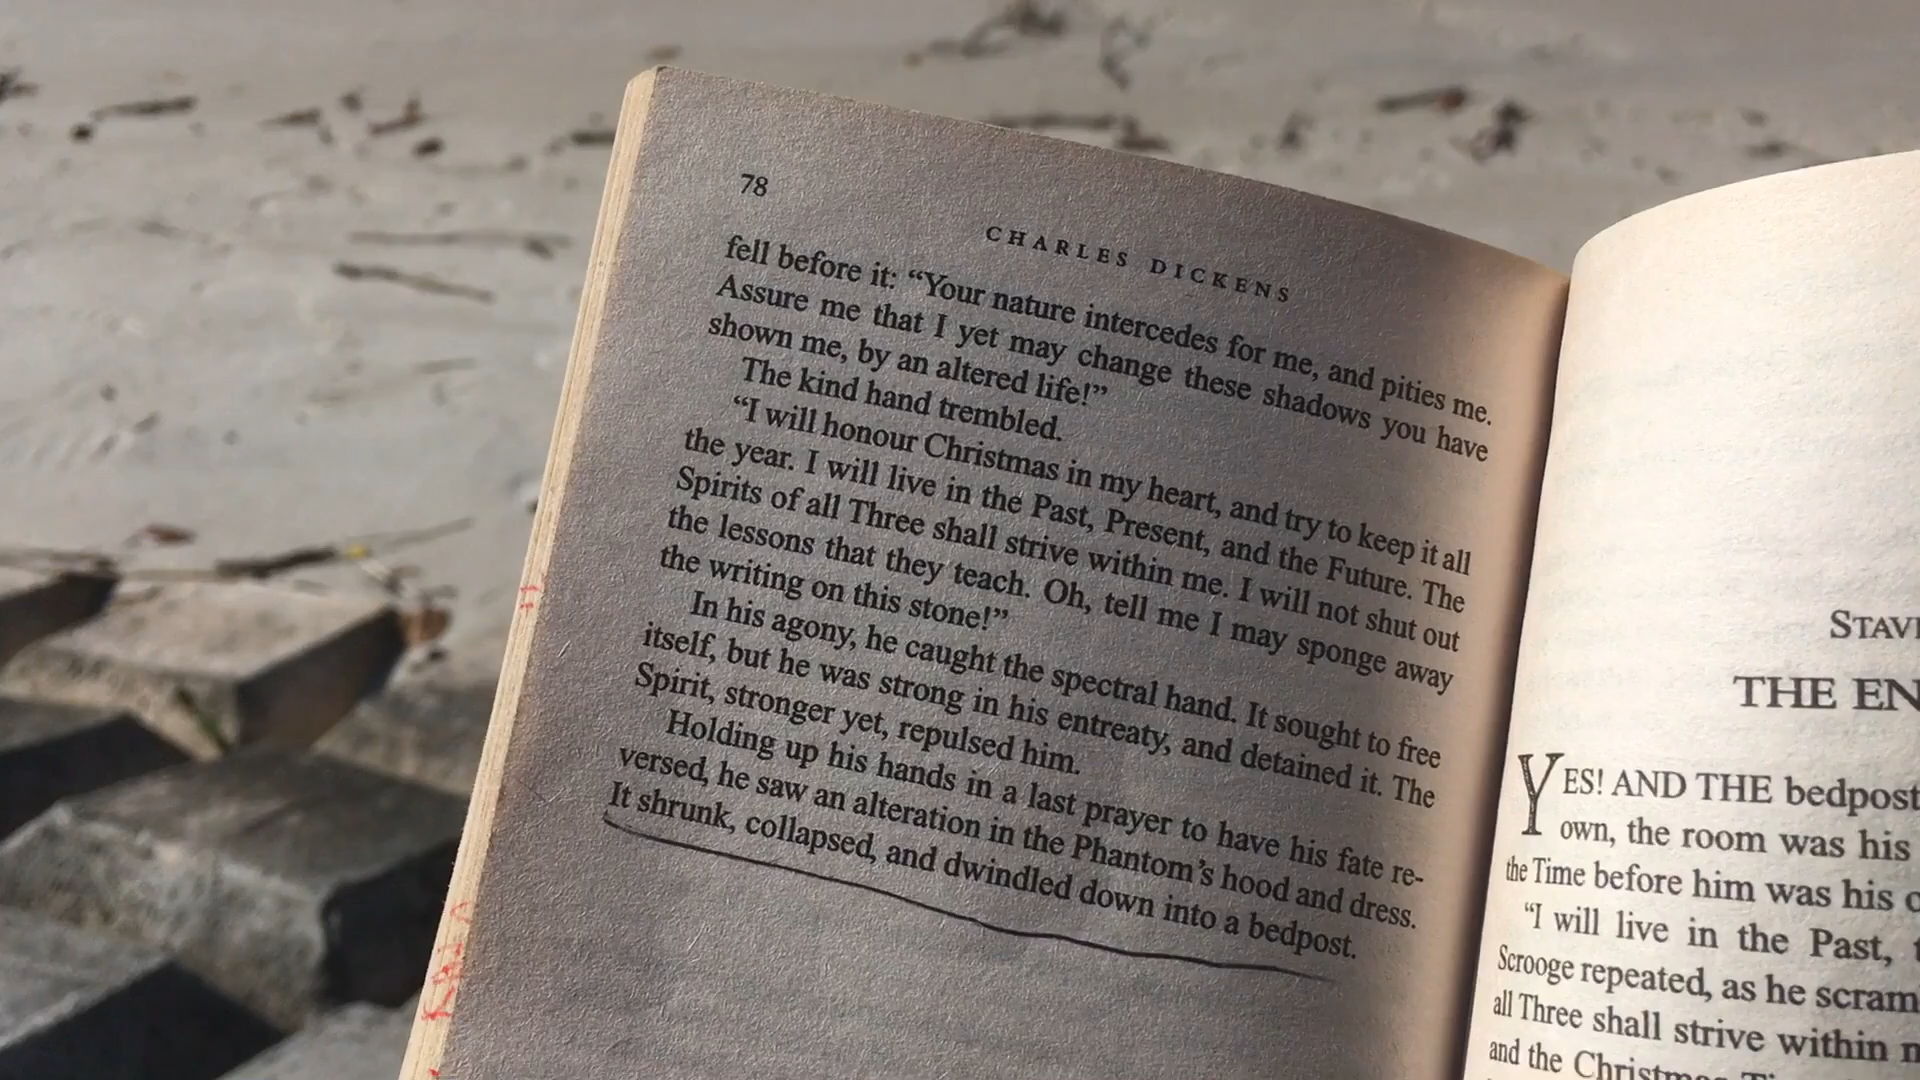 78
CHARLES DICKENS
fell before it: “Your nature intercedes for me, and pities me.
Assure me that I yet may change these shadows you have
shown me, by an altered life!”
The kind hand trembled.
“I will honour Christmas in my heart, and try to keep it all
the year. I will live in the Past, Present, and the Future. The
Spirits of all Three shall strive within me. I will not shut out
the lessons that they teach. Oh, tell me I may sponge away
the writing on this stone!”
In his agony, he caught the spectral hand. It sought to free
itself, but he was strong in his entreaty, and detained it. The
Spirit, stronger yet, repulsed him.
Holding up his hands in a last prayer to have his fate re-
versed, he saw an alteration in the Phantom’s hood and dress.
It shrunk, collapsed, and dwindled down into a bedpost.
THE
YES! AND THE bedpost
own, the room was his
the Time before him was his
“I will live in the Past,
Scrooge repeated, as he
all Three shall strive within
and the